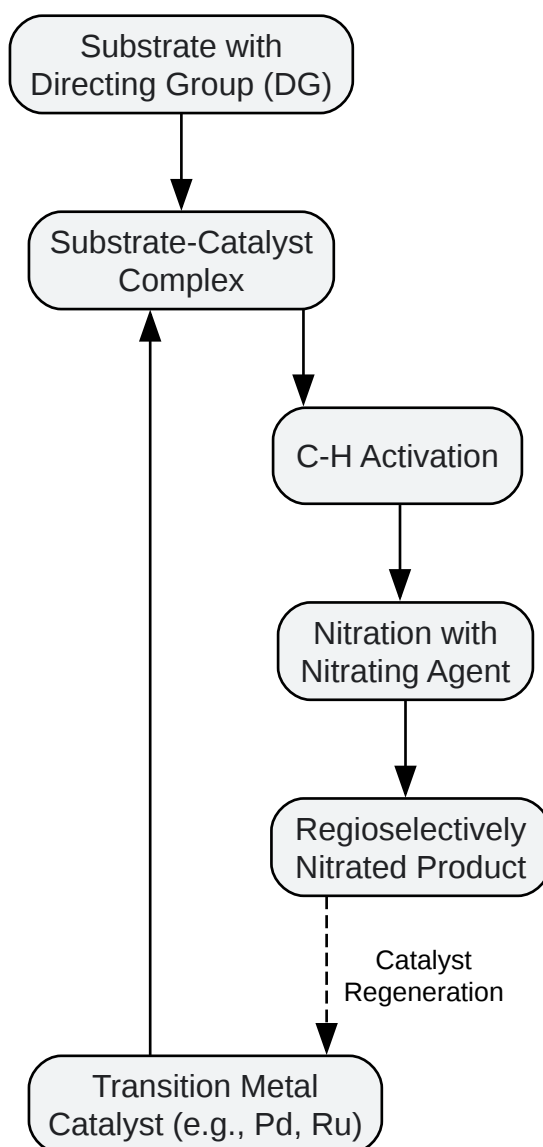 Substrate with
Directing Group (DG)
Substrate-Catalyst
Complex
C-H Activation
Nitration with
Nitrating Agent
Regioselectively
Nitrated Product
Catalyst
Regeneration
Transition Metal
Catalyst (e.g., Pd, Ru)